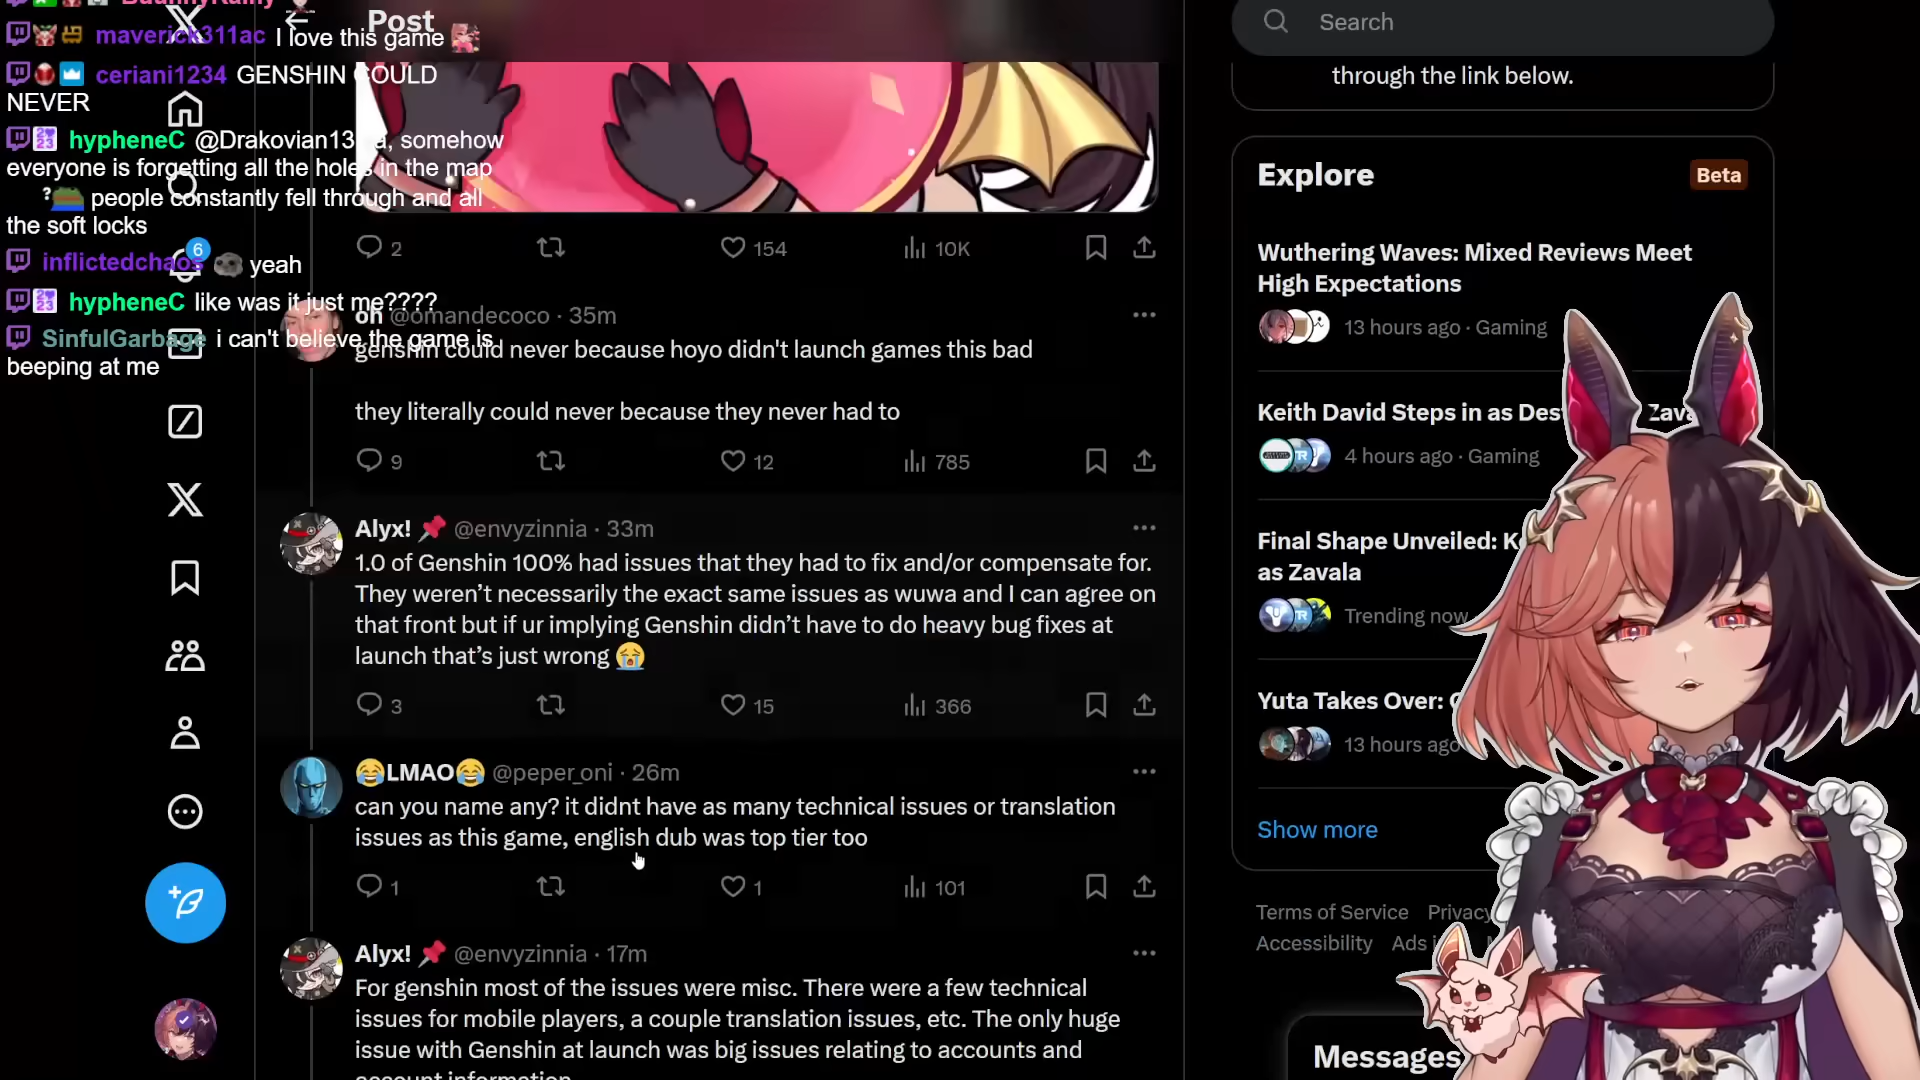 maverick311ac I love this game
ceriani1234 GENSHIN COULD
NEVER
hypheneC @Drakovian13
somehow
everyone is forgetting all the holes in the map
people constantly fell through and all
the soft locks
inflictedchaos yeah
hypheneC like was it just me????
SinfulGarbage i can't believe the game is
beeping at me
6
Post
2
154
10K
oh @omandecoco · 35m
genshin could never because hoyo didn't launch games this bad
they literally could never because they never had to
9
12
785
Alyx! @envyzinnia · 33m
1.0 of Genshin 100% had issues that they had to fix and/or compensate for.
They weren’t necessarily the exact same issues as wuwa and I can agree on
that front but if ur implying Genshin didn’t have to do heavy bug fixes at
launch that’s just wrong 😭
3
15
366
😂LMAO😂 @peper_oni · 26m
can you name any? it didnt have as many technical issues or translation
issues as this game, english dub was top tier too
1
1
101
Alyx! @envyzinnia · 17m
For genshin most of the issues were misc. There were a few technical
issues for mobile players, a couple translation issues, etc. The only huge
issue with Genshin at launch was big issues relating to accounts and
account information
Search
through the link below.
Explore
Beta
Wuthering Waves: Mixed Reviews Meet
High Expectations
13 hours ago · Gaming
Keith David Steps in as Des
Zava
4 hours ago · Gaming
Final Shape Unveiled: K
as Zavala
Trending now
Yuta Takes Over:
13 hours ago
Show more
Terms of Service Privacy
Accessibility Ads
Messages